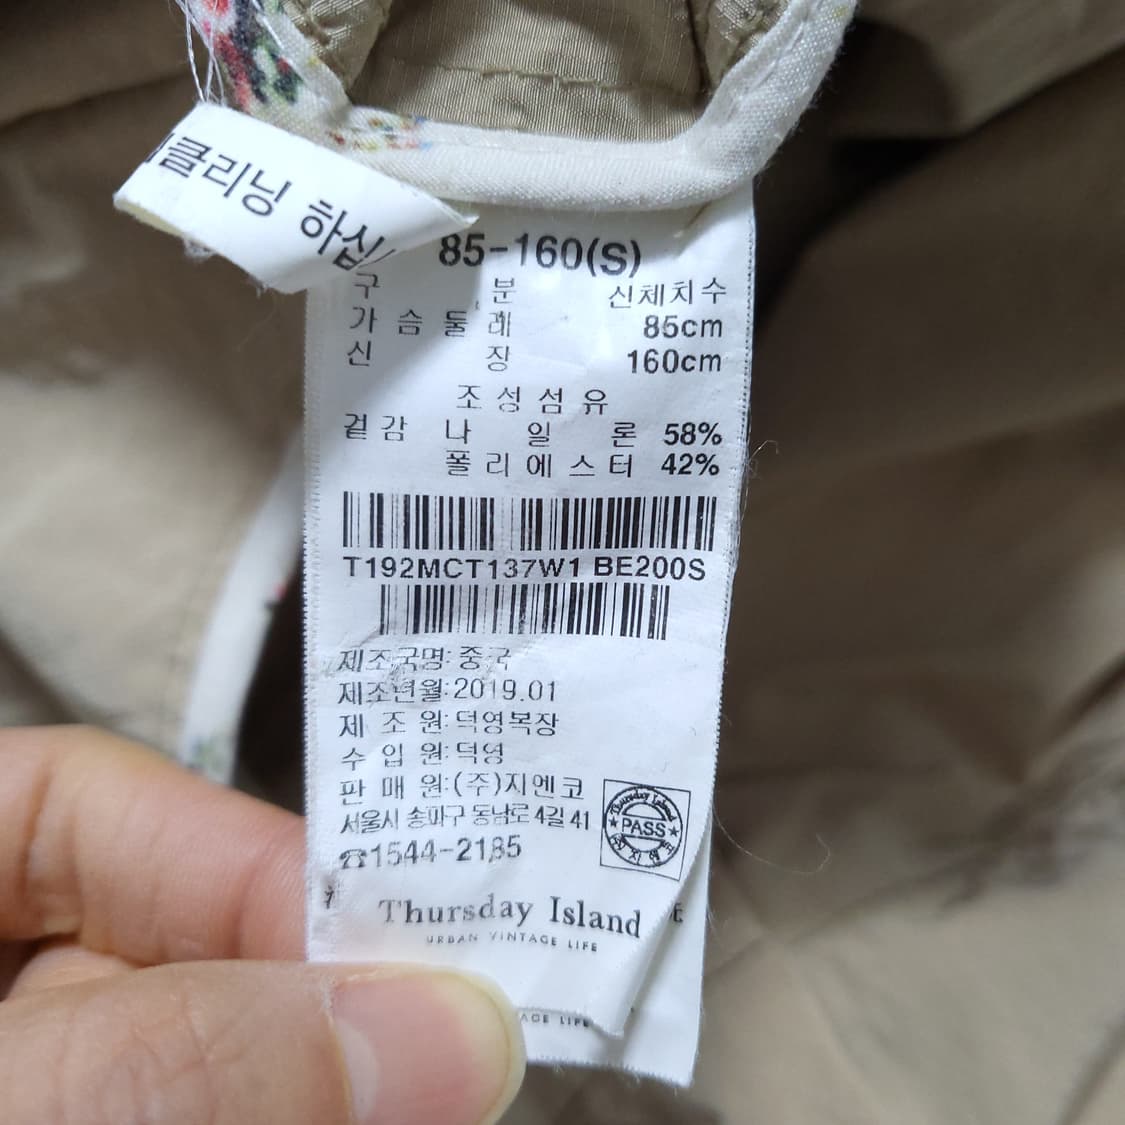 클리닝 하십
85-160(S)
구 분 신체치수
가슴둘레 85cm
신 장 160cm
조성섬유
겉감 나 일 론 58%
폴리에스터 42%
T192MCT137W1 BE200S
제조국명: 중국
제조년월:2019.01
제 조 원:덕영복장
수 입 원:덕영
판 매 원:(주)지엔코
서울시 송파구 동남로 4길 41
☎1544-2185
Thursday Island
PASS
Thursday Island
URBAN VINTAGE LIFE
AGE LIFE